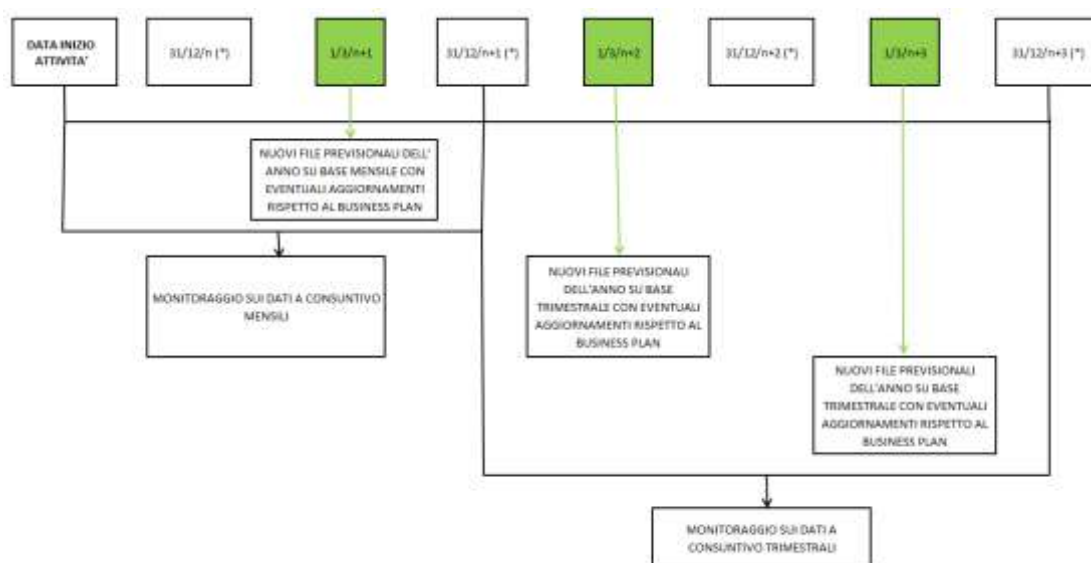 DATA INIZIO
ATTIVITA'
31/12/n (*)
1/3/n+1
31/12/n+1 (*)
1/3/n+2
31/12/n+2 (*)
1/3/n+3
31/12/n+3 (*)
NUOVI FILE PREVISIONALI DELL'
ANNO SU BASE MENSILE CON
EVENTUALI AGGIORNAMENTI
RISPETTO AL BUSINESS PLAN
MONITORAGGIO SUI DATI A CONSUNTIVO
MENSILI
NUOVI FILE PREVISIONALI
DELL'ANNO SU BASE
TRIMESTRALE CON EVENTUALI
AGGIORNAMENTI RISPETTO AL
BUSINESS PLAN
NUOVI FILE PREVISIONALI
DELL'ANNO SU BASE
TRIMESTRALE CON EVENTUALI
AGGIORNAMENTI RISPETTO AL
BUSINESS PLAN
MONITORAGGIO SUI DATI A
CONSUNTIVO TRIMESTRALI